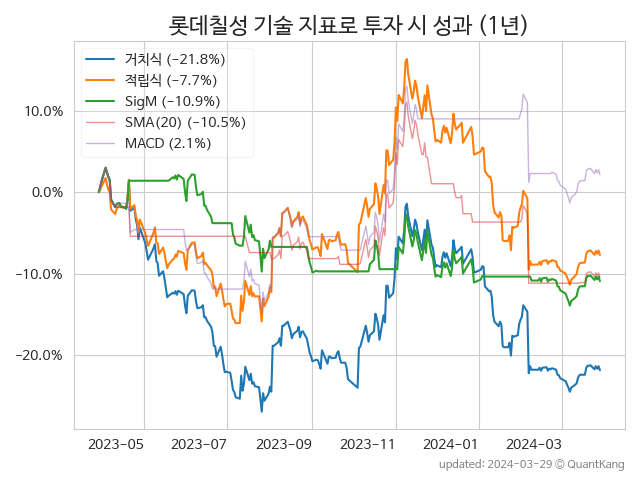 롯데칠성 기술 지표로 투자 시 성과 (1년)
거치식 (−21.8%)
적립식 (−7.7%)
SigM (−10.9%)
SMA(20) (−10.5%)
MACD (2.1%)
10.0%
0.0%
−10.0%
−20.0%
2023−05 2023−07 2023−09 2023−11 2024−01 2024−03
updated: 2024-03-29 © QuantKang